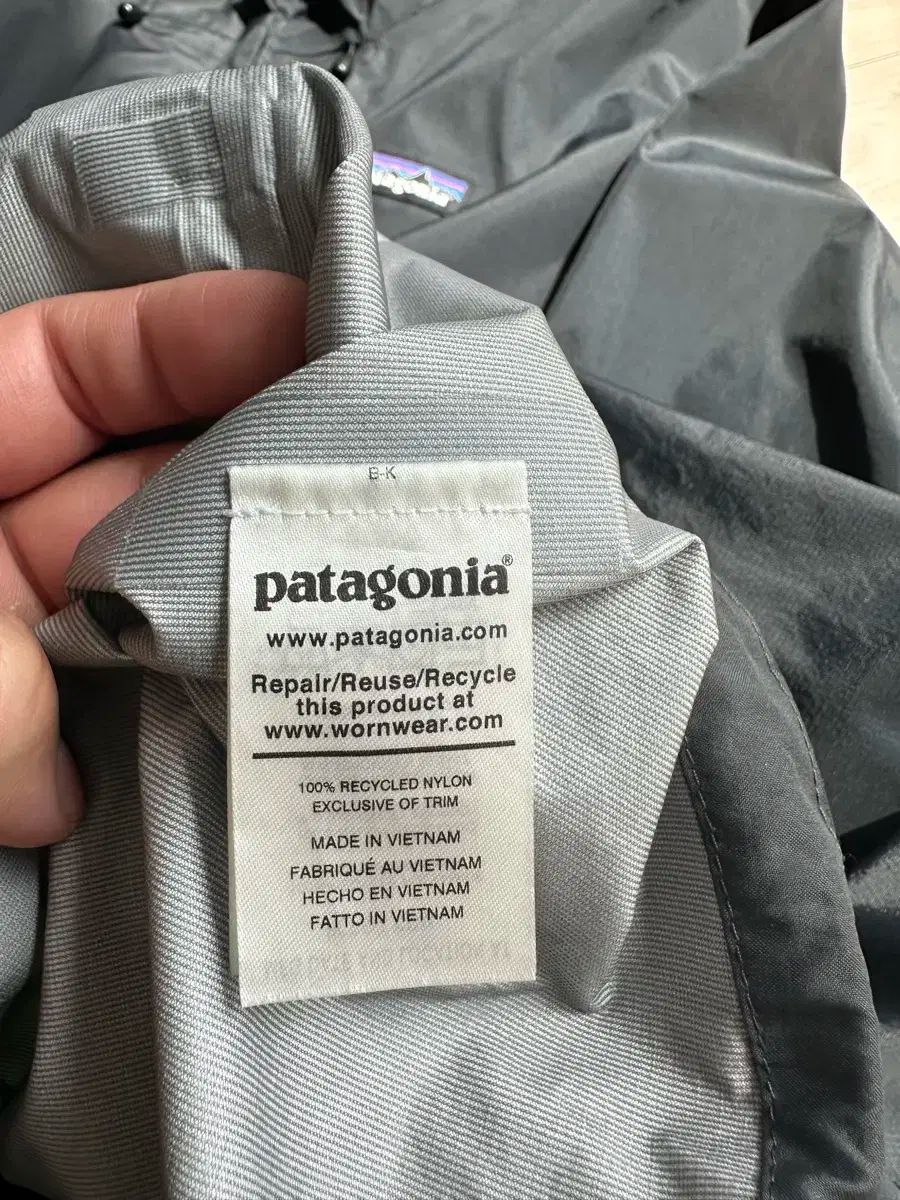 E-K
patagonia®
www.patagonia.com
Repair/Reuse/Recycle
this product at
www.wornwear.com
100% RECYCLED NYLON
EXCLUSIVE OF TRIM
MADE IN VIETNAM
FABRIQUÉ AU VIETNAM
HECHO EN VIETNAM
FATTO IN VIETNAM